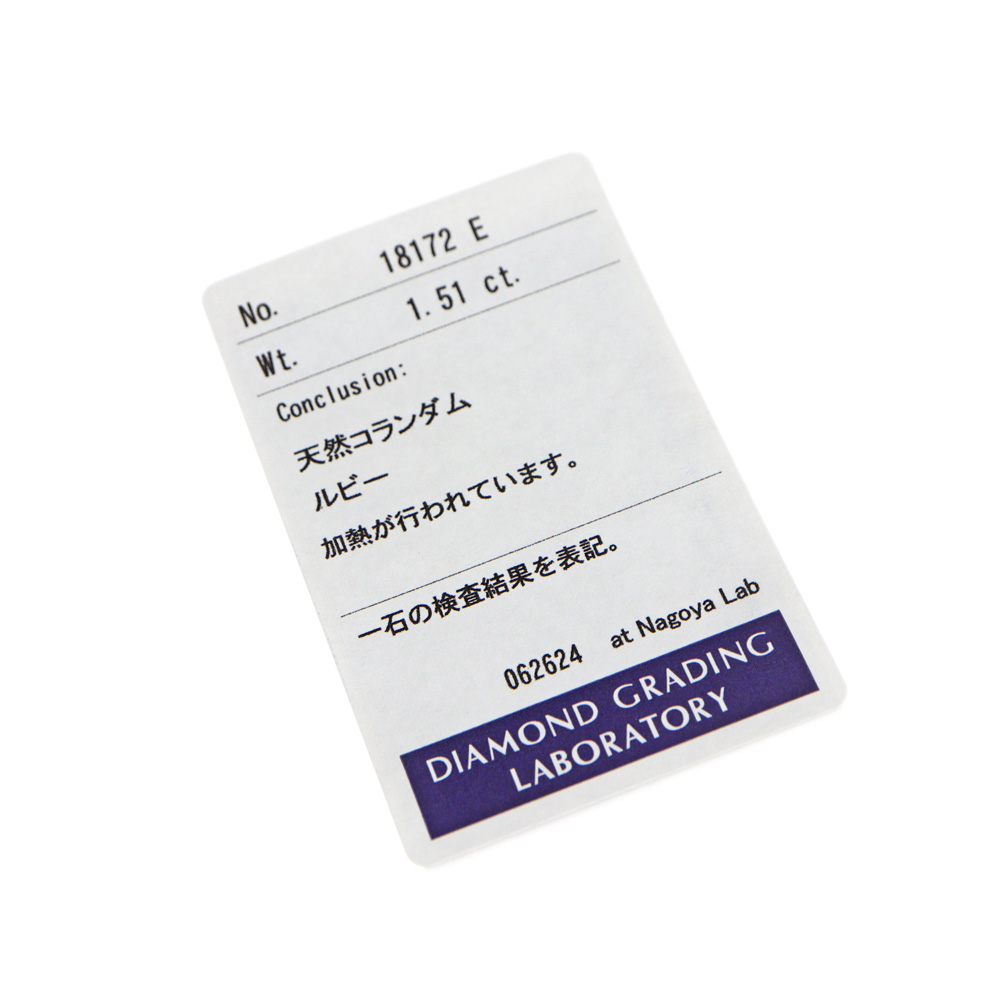 No. 18172 E
Wt. 1.51 ct.
Conclusion:
天然コランダム
ルビー
加熱が行われています。
一石の検査結果を表記。
062624 at Nagoya Lab
DIAMOND GRADING
LABORATORY